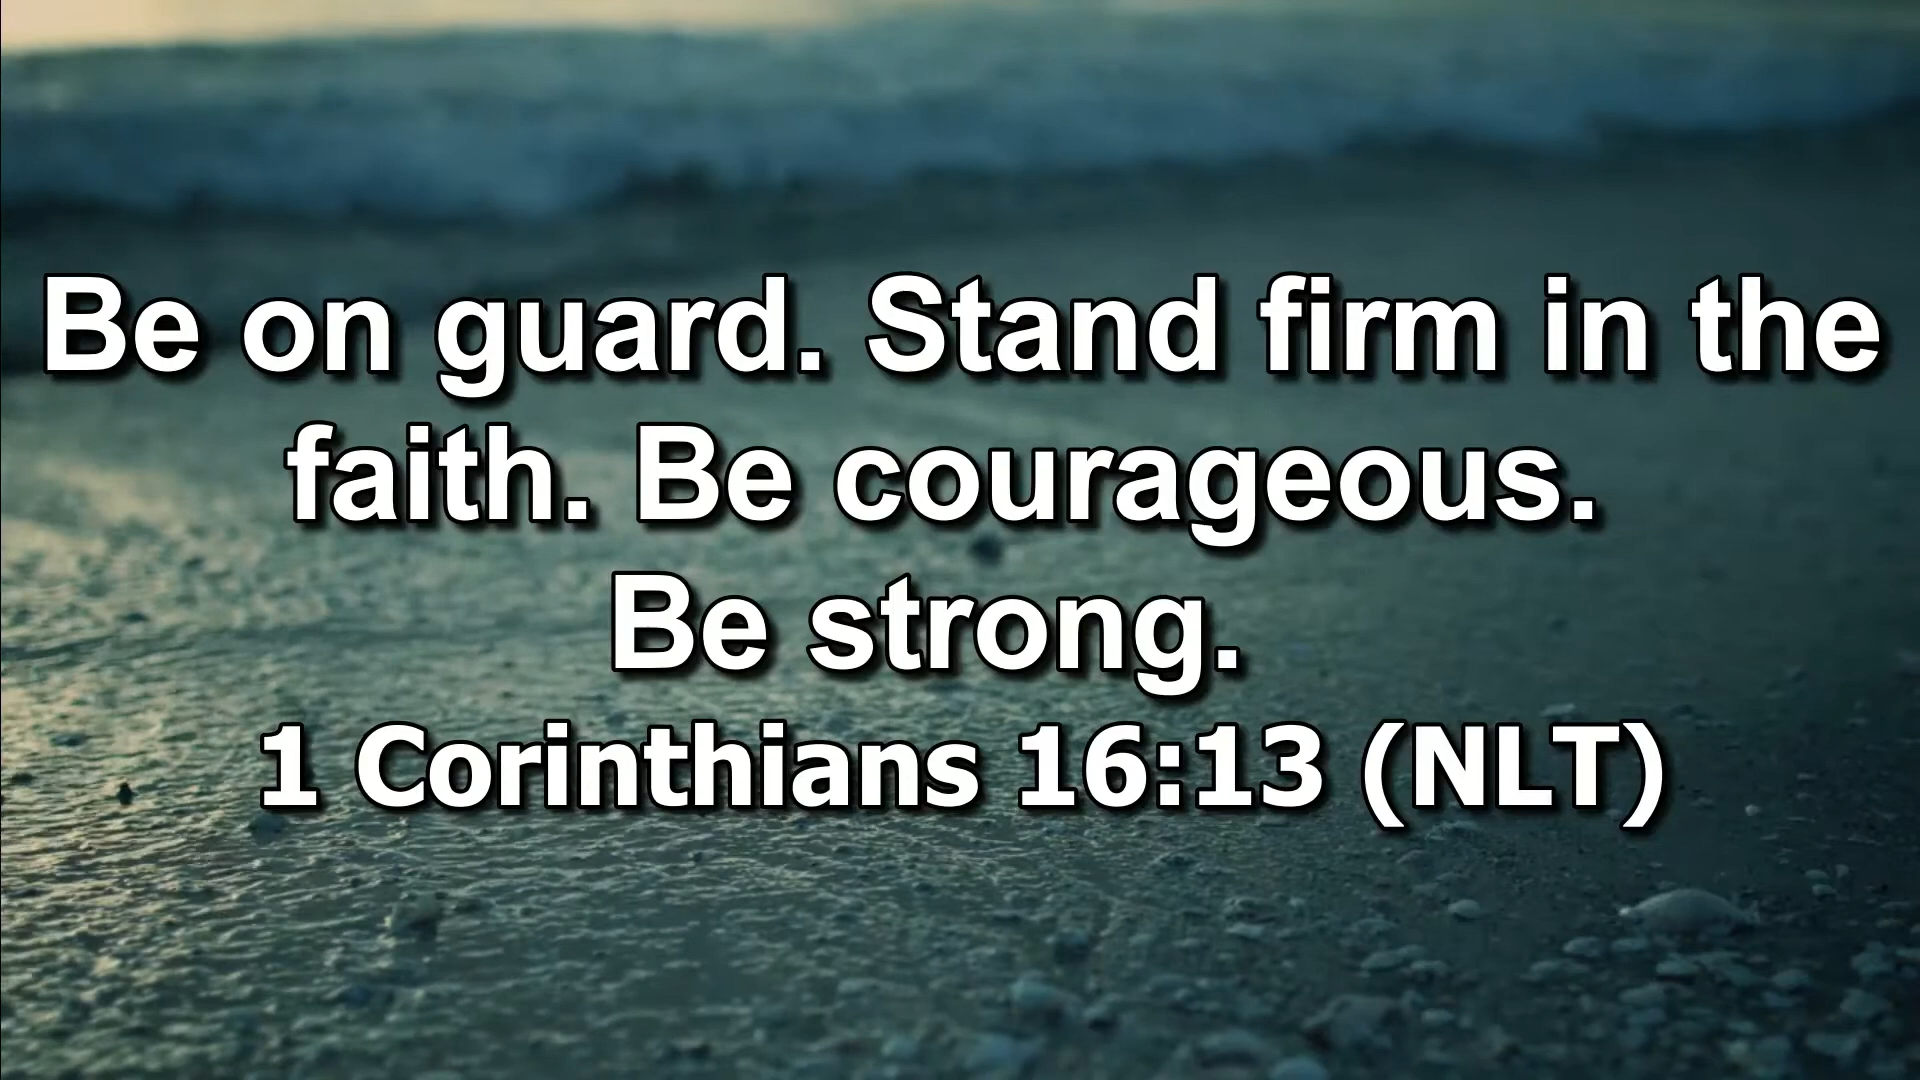 Be on guard. Stand firm in the
faith. Be courageous.
Be strong.
1 Corinthians 16:13 (NLT)